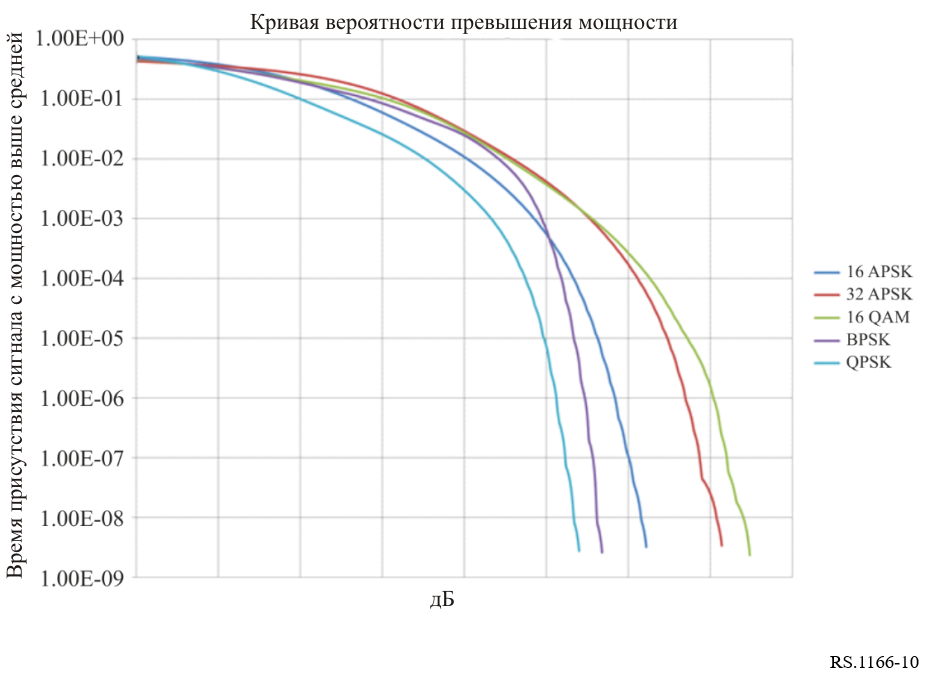 Кривая вероятности превышения мощности
Время присутствия сигнала с мощностью выше средней
1.00E+00
1.00E-01
1.00E-02
1.00E-03
1.00E-04
1.00E-05
1.00E-06
1.00E-07
1.00E-08
1.00E-09
дБ
16 APSK
32 APSK
16 QAM
BPSK
QPSK
RS.1166-10